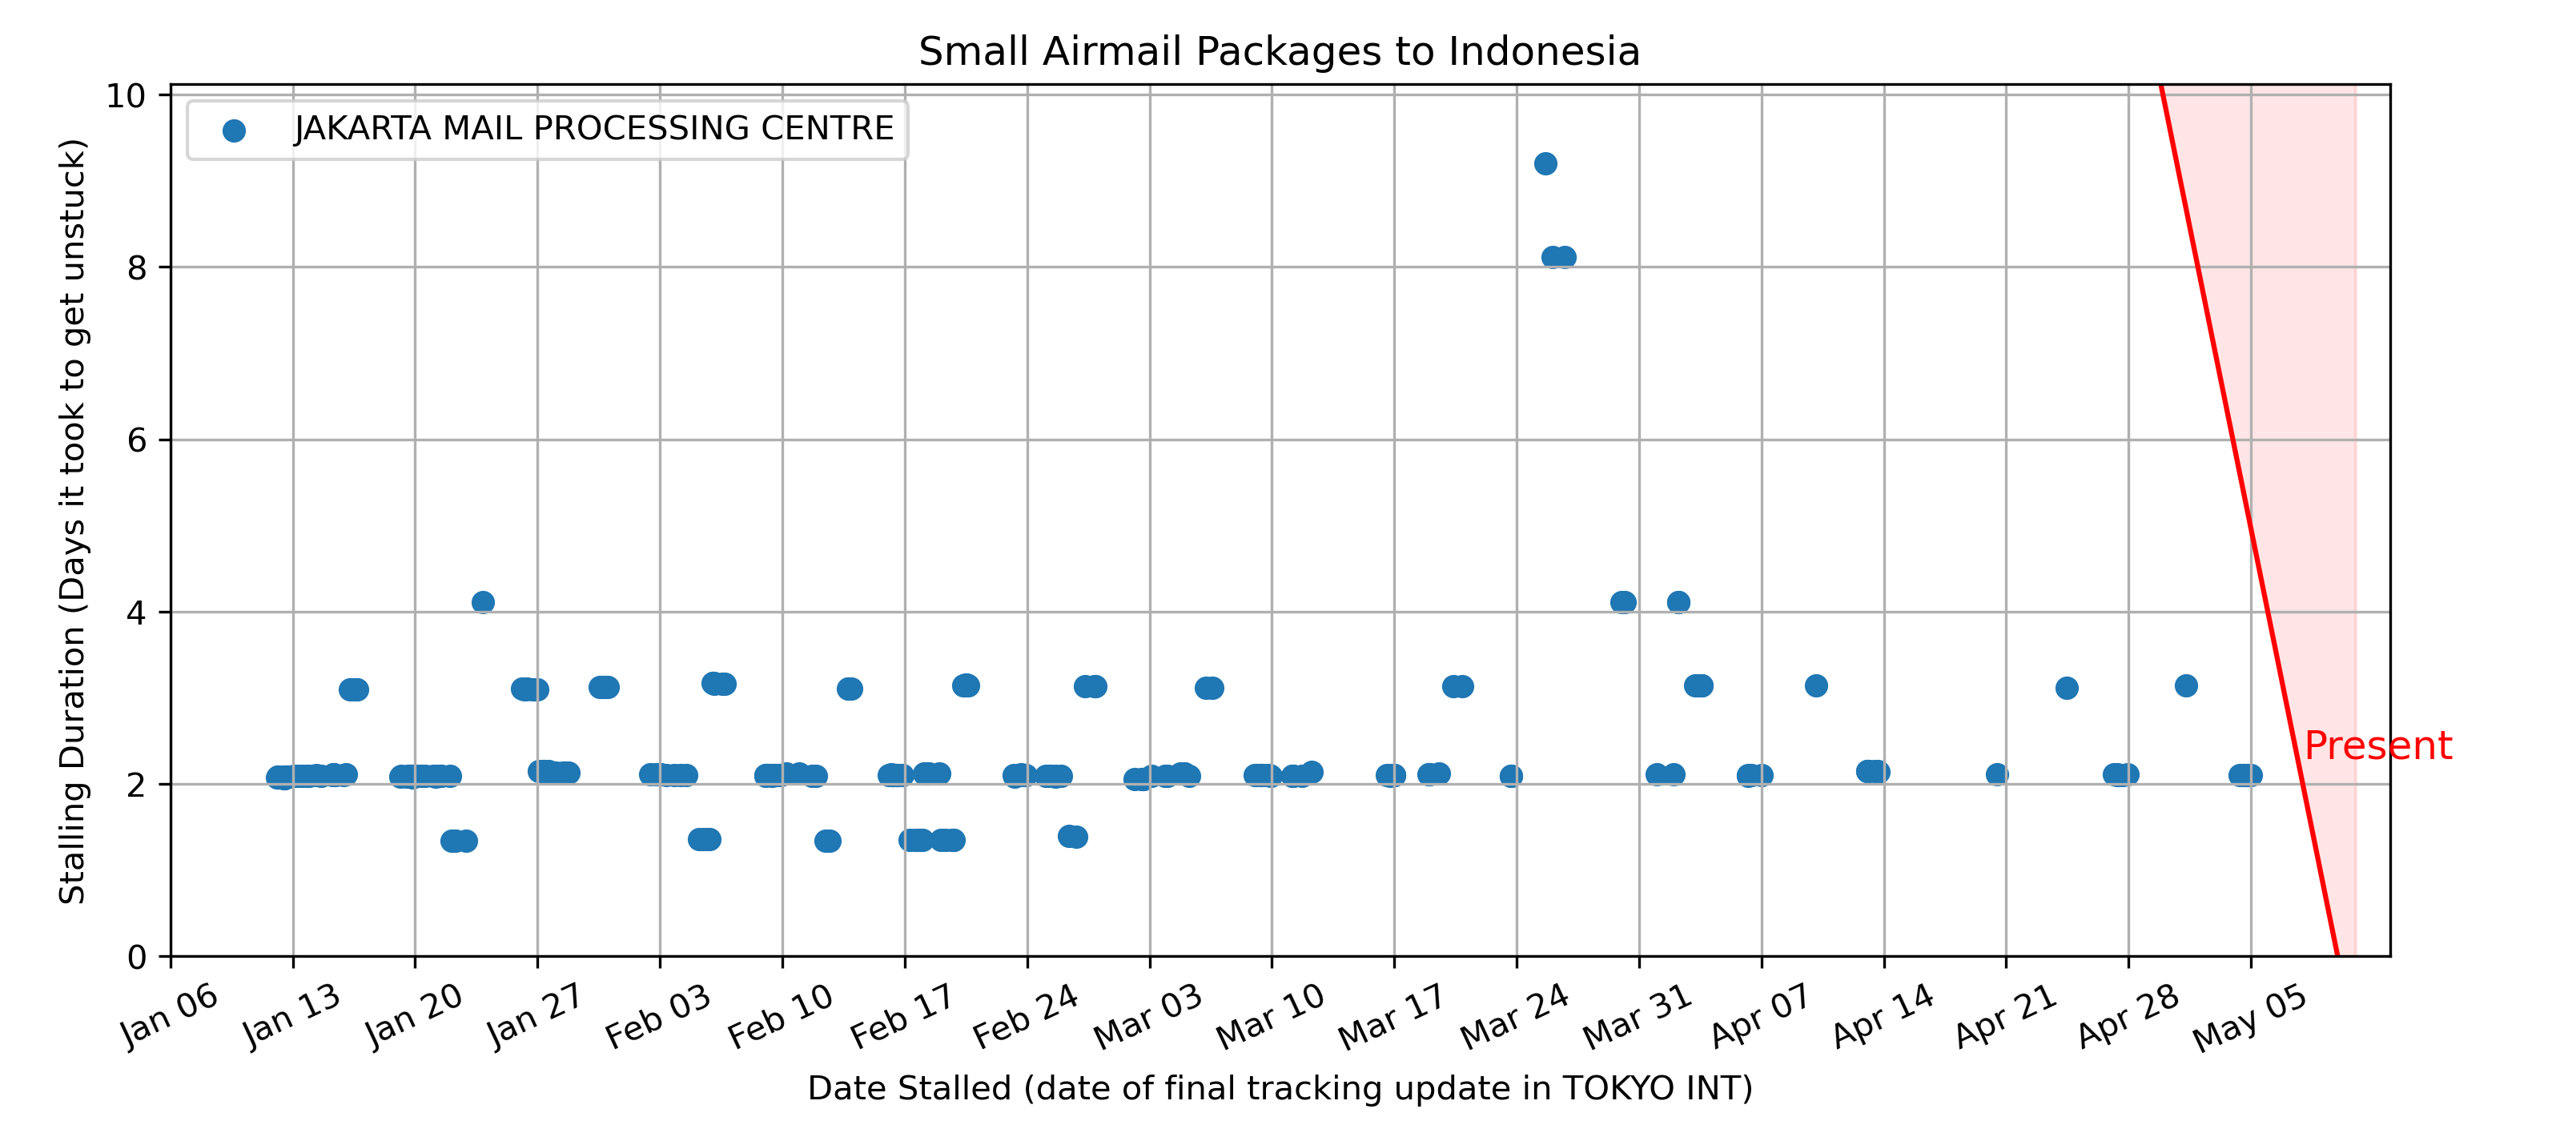 Small Airmail Packages to Indonesia
JAKARTA MAIL PROCESSING CENTRE
Stalling Duration (Days it took to get unstuck)
10
8
6
4
2
0
Present
Jan 06
Jan 13
Jan 20
Jan 27
Feb 03
Feb 10
Feb 17
Feb 24
Mar 03
Mar 10
Mar 17
Mar 24
Mar 31
Apr 07
Apr 14
Apr 21
Apr 28
May 05
Date Stalled (date of final tracking update in TOKYO INT)